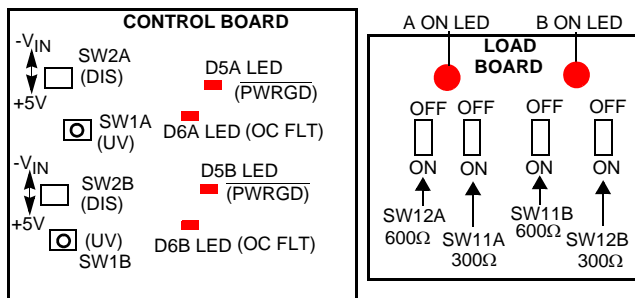 CONTROL BOARD
-VIN
SW2A
(DIS)
+5V
D5A LED
(PWRGD)
SW1A
(UV)
D6A LED (OC FLT)
-VIN
SW2B
(DIS)
+5V
D5B LED
(PWRGD)
(UV)
SW1B
D6B LED (OC FLT)
A ON LED
B ON LED
LOAD
BOARD
OFF
OFF
OFF
OFF
ON
ON
ON
ON
SW12A
600Ω
SW11A
300Ω
SW11B
600Ω
SW12B
300Ω